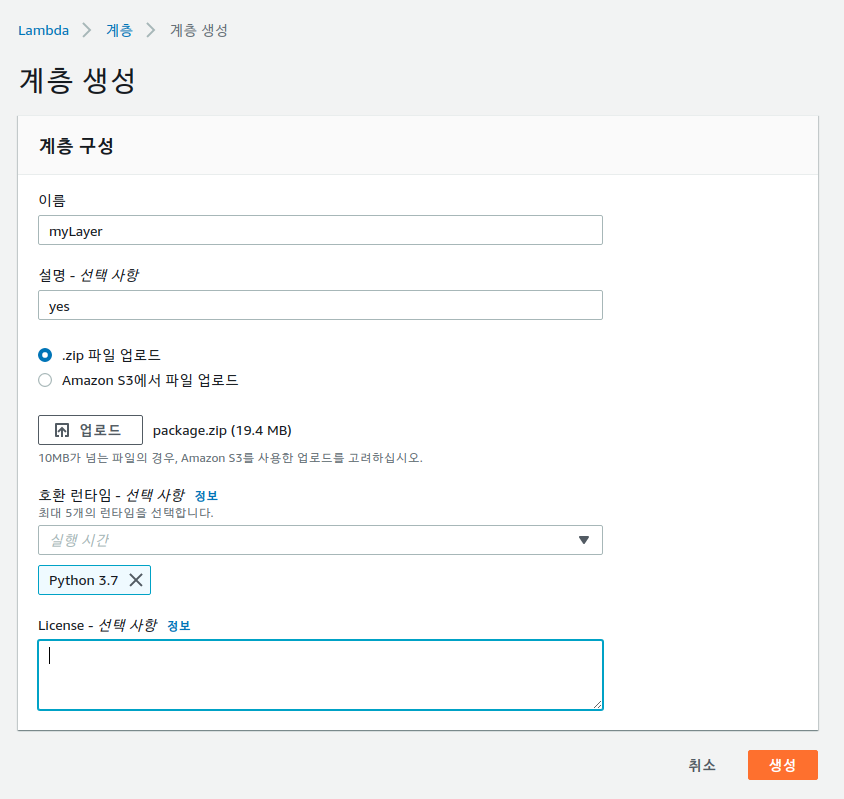 Lambda > 계층 > 계층 생성
계층 생성
계층 구성
이름
myLayer
설명 - 선택 사항
yes
.zip 파일 업로드
Amazon S3에서 파일 업로드
업로드 package.zip (19.4 MB)
10MB가 넘는 파일의 경우, Amazon S3를 사용한 업로드를 고려하십시오.
호환 런타임 - 선택 사항 정보
최대 5개의 런타임을 선택합니다.
실행 시간
Python 3.7
License - 선택 사항 정보
취소 생성